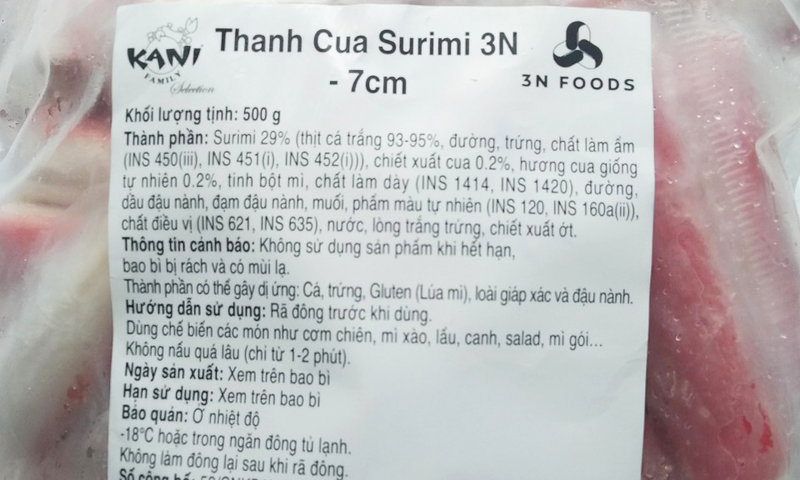 KANI FAMILY Selection
Thanh Cua Surimi 3N
- 7cm
3N FOODS
Khối lượng tịnh: 500 g
Thành phần: Surimi 29% (thịt cá trắng 93-95%, đường, trứng, chất làm ẩm
(INS 450(iii), INS 451(i), INS 452(i))), chiết xuất cua 0.2%, hương cua giống
tự nhiên 0.2%, tinh bột mì, chất làm dày (INS 1414, INS 1420), đường,
dầu đậu nành, đạm đậu nành, muối, phẩm màu tự nhiên (INS 120, INS 160a(ii)),
chất điều vị (INS 621, INS 635), nước, lòng trắng trứng, chiết xuất ớt.
Thông tin cảnh báo: Không sử dụng sản phẩm khi hết hạn,
bao bì bị rách và có mùi lạ.
Thành phần có thể gây dị ứng: Cá, trứng, Gluten (Lúa mì), loài giáp xác và đậu nành.
Hướng dẫn sử dụng: Rã đông trước khi dùng.
Dùng chế biến các món như cơm chiên, mì xào, lẩu, canh, salad, mì gói...
Không nấu quá lâu (chỉ từ 1-2 phút).
Ngày sản xuất: Xem trên bao bì
Hạn sử dụng: Xem trên bao bì
Bảo quản: Ở nhiệt độ
-18°C hoặc trong ngăn đông tủ lạnh.
Không làm đông lại sau khi rã đông.
Số công bố: